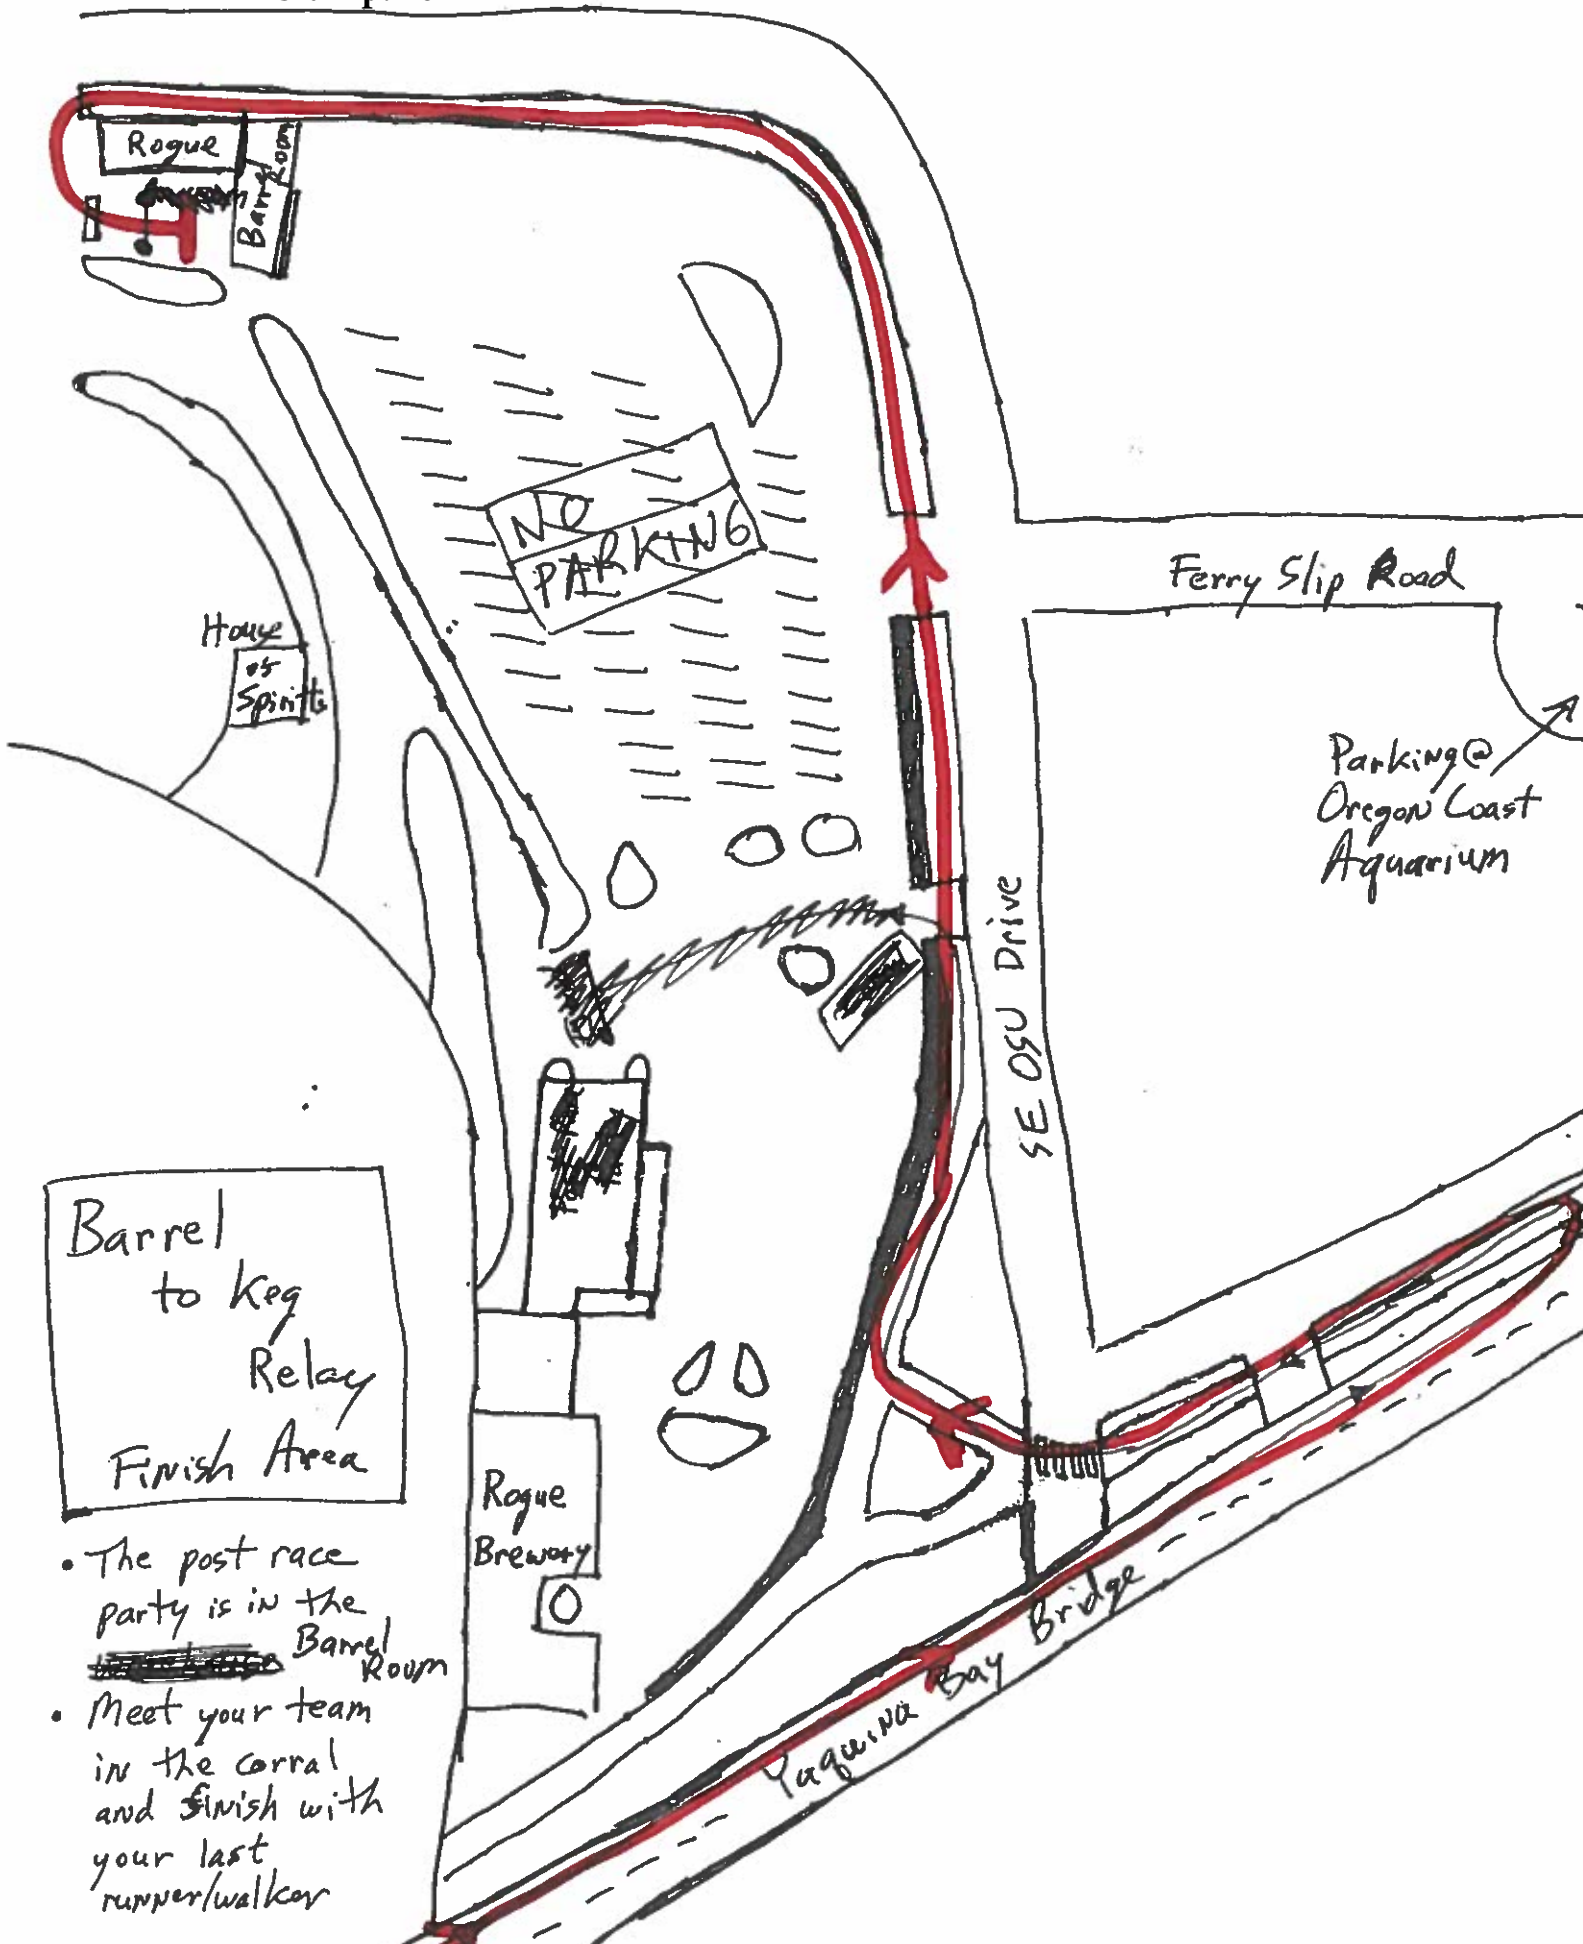 Rogue
Barrel
Room
NO
PARKING
Ferry Slip Road
House
of
Spirits
Parking@
Oregon Coast
Aquarium
SE OSU Drive
Barrel
to Keg
Relay
Finish Area
Rogue
Brewery
Yaquina Bay Bridge
• The post race
party is in the
Barrel
Room
• Meet your team
in the corral
and finish with
your last
runner/walker